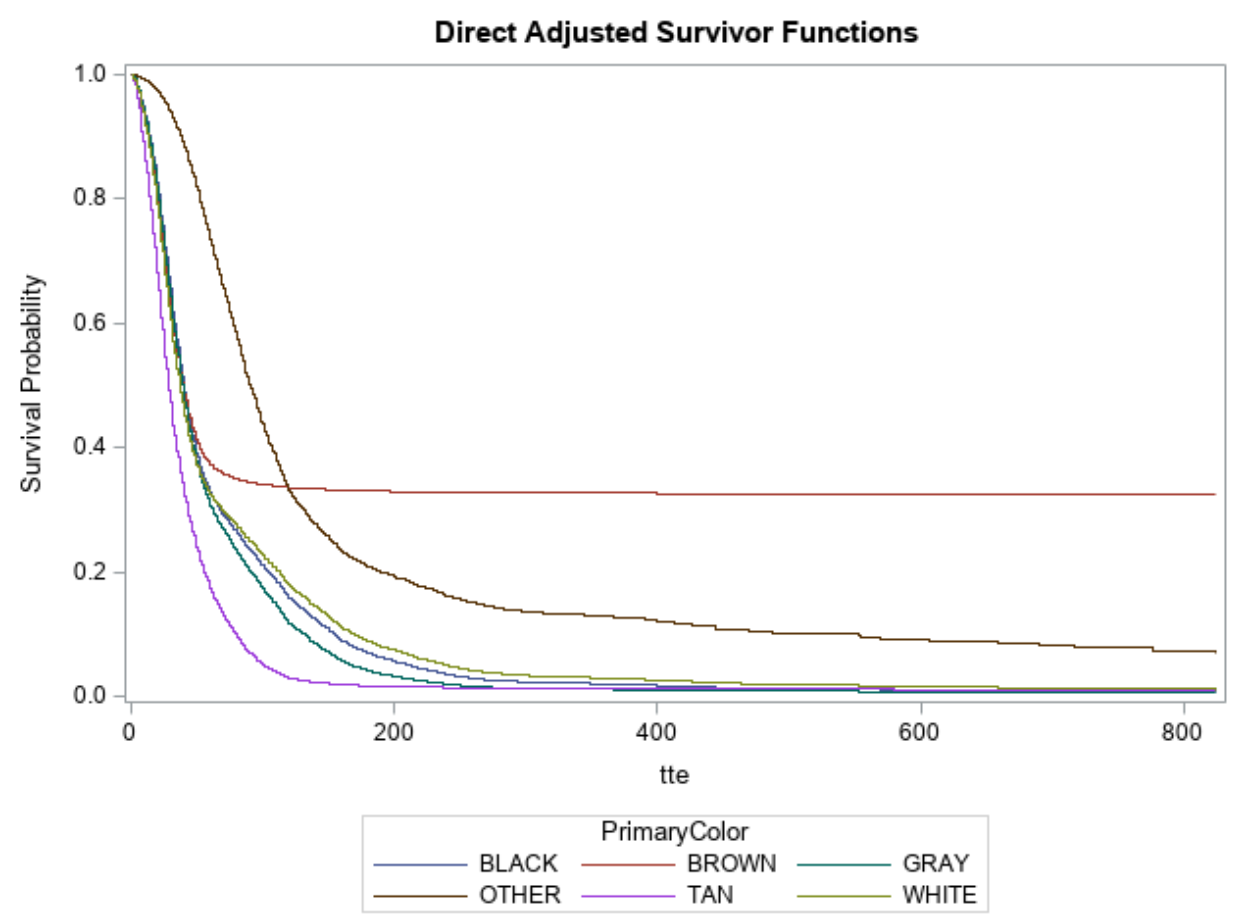 Direct Adjusted Survivor Functions
1.0
0.8
0.6
0.4
0.2
0.0
Survival Probability
0 200 400 600 800
tte
PrimaryColor
BLACK BROWN GRAY
OTHER TAN WHITE